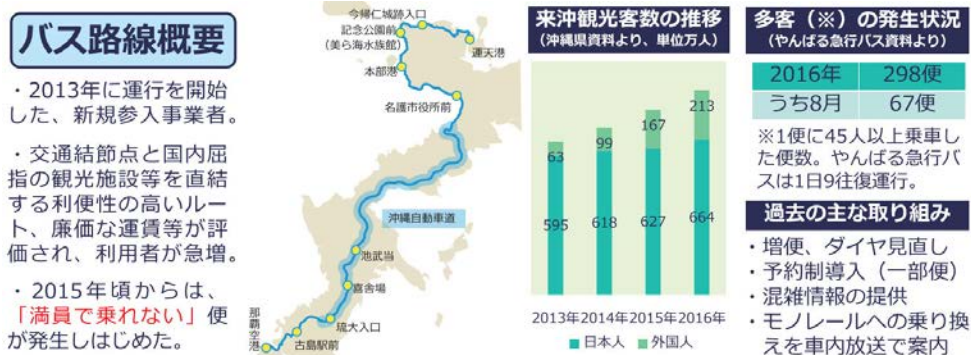 バス路線概要
・2013年に運行を開始
した、新規参入事業者。
・交通結節点と国内屈
指の観光施設等を直結
する利便性の高いルー
ト、廉価な運賃等が評
価され、利用者が急増。
・2015年頃からは、
「満員で乗れない」便
が発生しはじめた。
今帰仁城跡入口
記念公園前
(美ら海水族館)
運天港
本部港
名護市役所前
沖縄自動車道
池武当
喜舎場
琉大入口
古島駅前
那覇空港
来沖観光客数の推移
(沖縄県資料より、単位万人)
63
99
167
213
595
618
627
664
2013年 2014年 2015年 2016年
日本人 外国人
多客(※)の発生状況
(やんばる急行バス資料より)
2016年 298便
うち8月 67便
※1便に45人以上乗車し
た便数。やんばる急行バ
スは1日9往復運行。
過去の主な取り組み
・増便、ダイヤ見直し
・予約制導入(一部便)
・混雑情報の提供
・モノレールへの乗り換
えを車内放送で案内